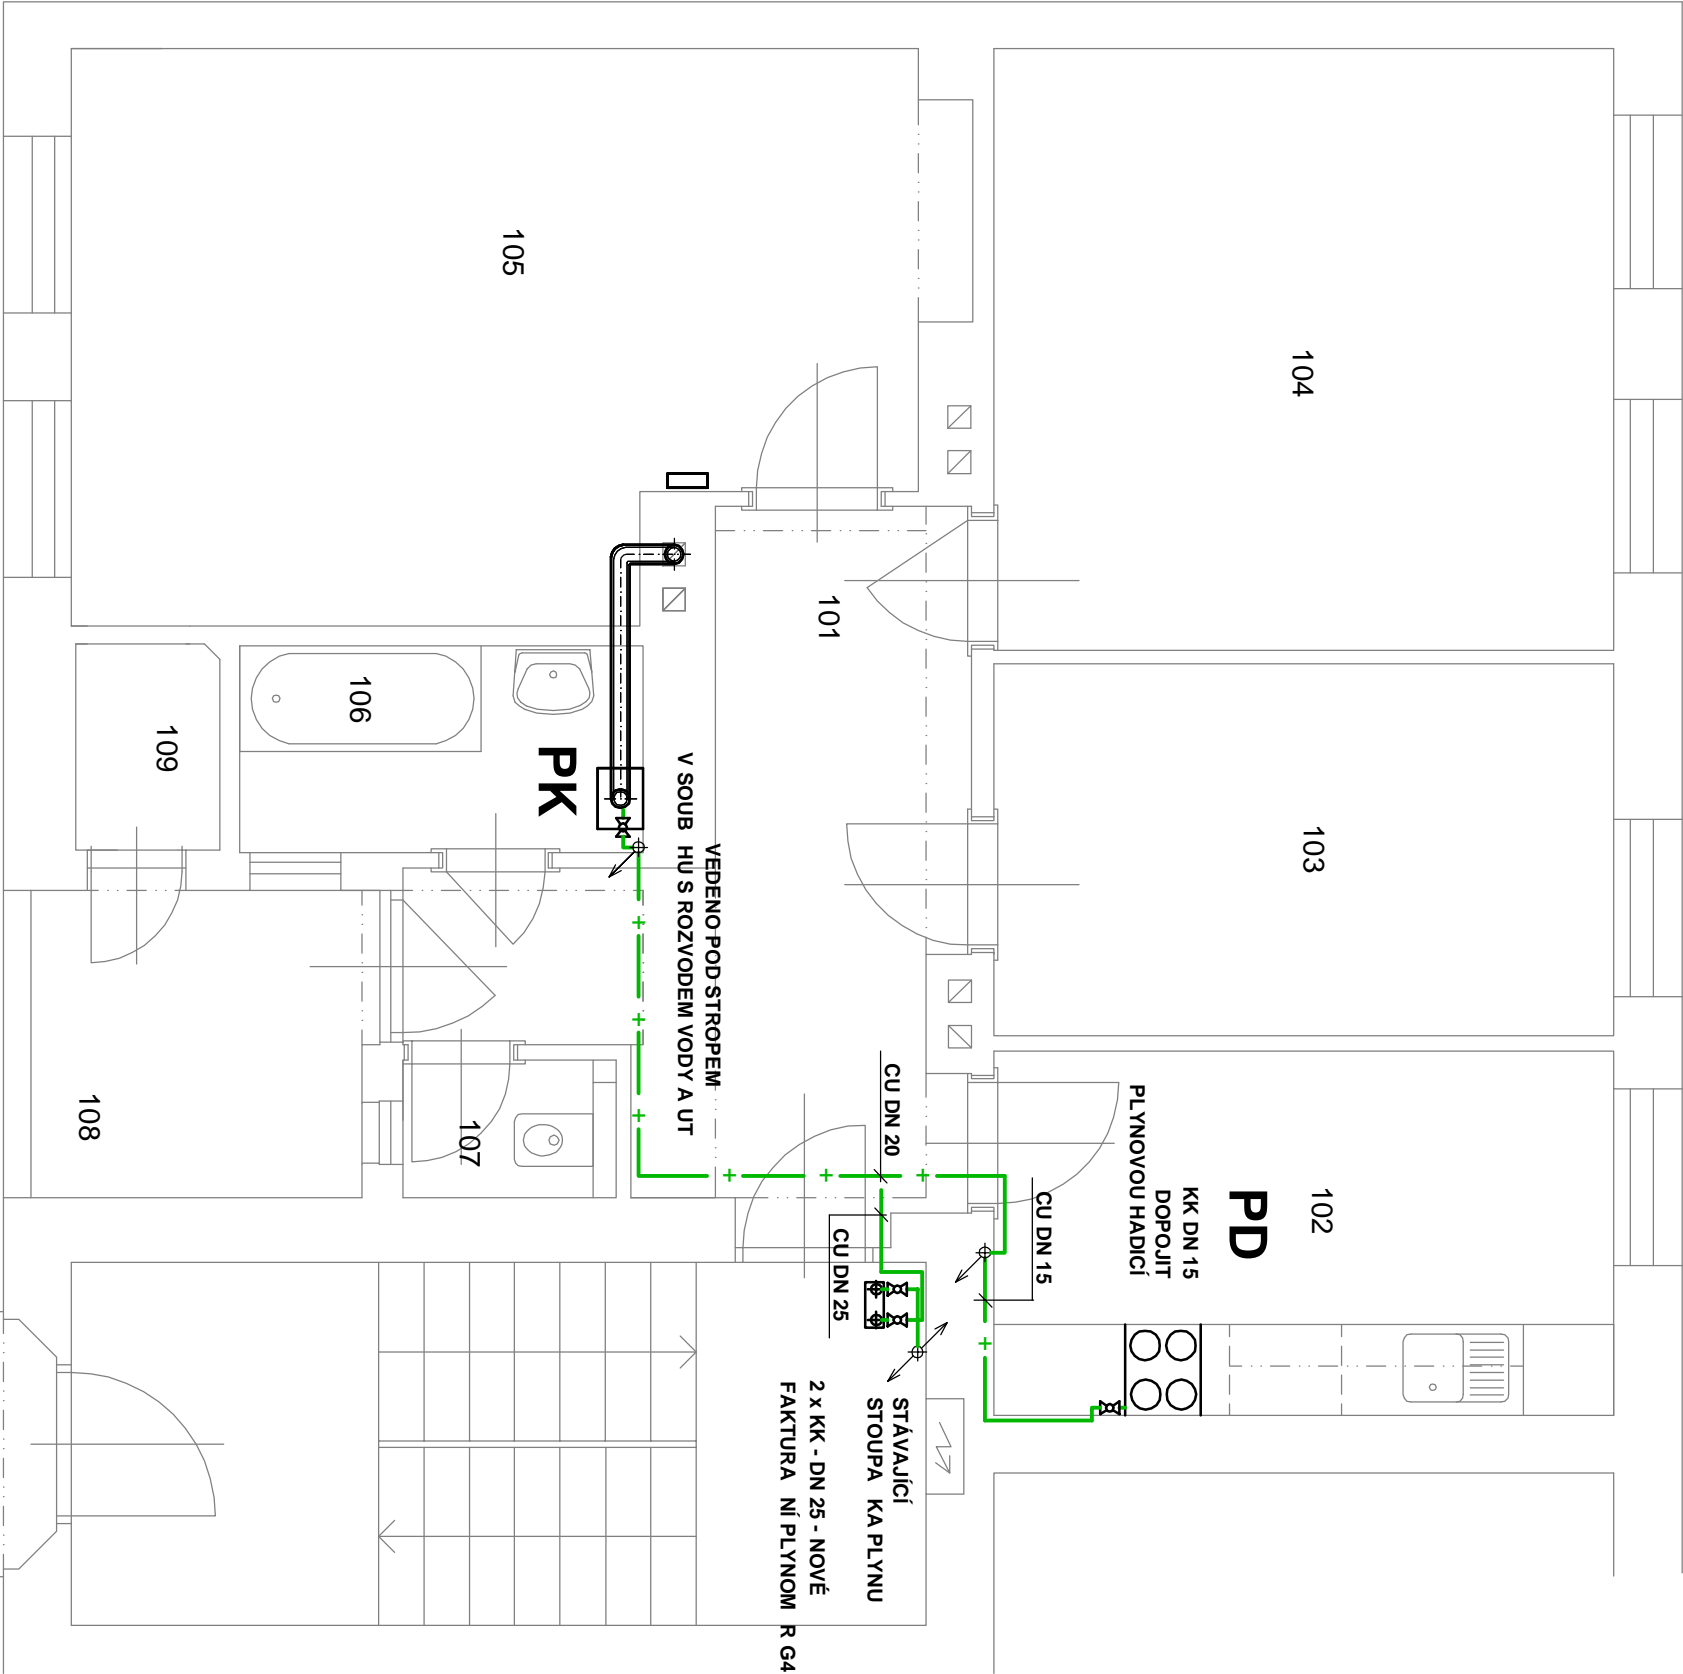 104
103
102
PD
KK DN 15
DOPOJIT
PLYNOVOU HADICÍ
CU DN 15
CU DN 20
CU DN 25
STÁVAJÍCÍ
STOUPA KA PLYNU
2 x KK - DN 25 - NOVÉ
FAKTURA NÍ PLYNOM R G4
101
VEDENO POD STROPEM
V SOUB HU S ROZVODEM VODY A UT
105
PK
106
107
109
108